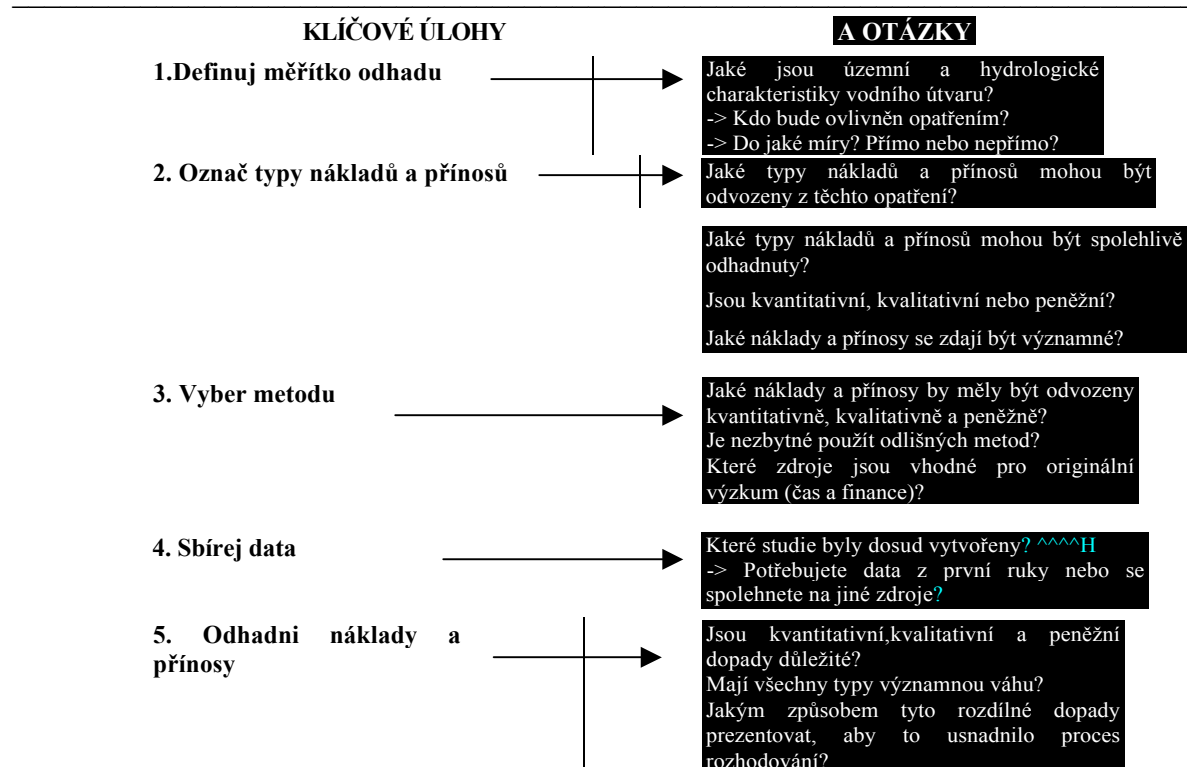 KLÍČOVÉ ÚLOHY A OTÁZKY
1.Definuj měřítko odhadu
Jaké jsou územní a hydrologické
charakteristiky vodního útvaru?
-> Kdo bude ovlivněn opatřením?
-> Do jaké míry? Přímo nebo nepřímo?
2. Označ typy nákladů a přínosů
Jaké typy nákladů a přínosů mohou být
odvozeny z těchto opatření?
Jaké typy nákladů a přínosů mohou být spolehlivě
odhadnuty?
Jsou kvantitativní, kvalitativní nebo peněžní?
Jaké náklady a přínosy se zdají být významné?
3. Vyber metodu
Jaké náklady a přínosy by měly být odvozeny
kvantitativně, kvalitativně a peněžně?
Je nezbytné použít odlišných metod?
Které zdroje jsou vhodné pro originální
výzkum (čas a finance)?
4. Sbírej data
Které studie byly dosud vytvořeny? ^^^^H
-> Potřebujete data z první ruky nebo se
spolehnete na jiné zdroje?
5. Odhadni náklady a
přínosy
Jsou kvantitativní,kvalitativní a peněžní
dopady důležité?
Mají všechny typy významnou váhu?
Jakým způsobem tyto rozdílné dopady
prezentovat, aby to usnadnilo proces
rozhodování?